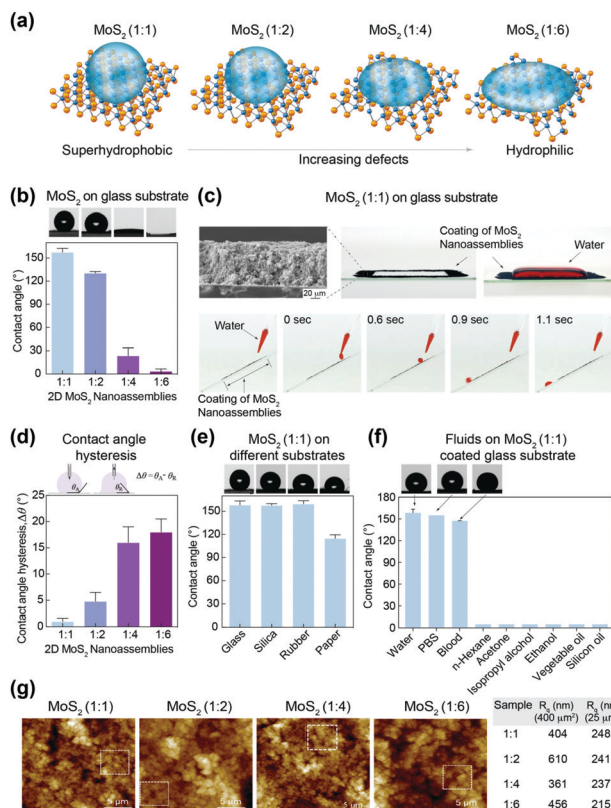 (a)
MoS2 (1:1) MoS2 (1:2) MoS2 (1:4) MoS2 (1:6)
Superhydrophobic Increasing defects Hydrophilic
(b) MoS2 on glass substrate
Contact angle (°)
150
120
90
60
30
0
1:1 1:2 1:4 1:6
2D MoS2 Nanoassemblies
(c) MoS2 (1:1) on glass substrate
Coating of MoS2
Nanoassemblies
Water
20 μm
Water
0 sec 0.6 sec 0.9 sec 1.1 sec
Coating of MoS2
Nanoassemblies
(d) Contact angle
hysteresis
Δθ = θA - θR
θA θR
Contact angle hysteresis, Δθ (°)
25
20
15
10
5
0
1:1 1:2 1:4 1:6
2D MoS2 Nanoassemblies
(e) MoS2 (1:1) on
different substrates
Contact angle (°)
150
120
90
60
30
0
Glass Silica Rubber Paper
(f) Fluids on MoS2 (1:1)
coated glass substrate
Contact angle (°)
200
150
100
50
0
Water PBS Blood n-Hexane Acetone Isopropyl alcohol Ethanol Vegetable oil Silicon oil
(g)
MoS2 (1:1) MoS2 (1:2) MoS2 (1:4) MoS2 (1:6)
5 μm 5 μm 5 μm 5 μm
Sample Rq (nm) Rq (n
(400 μm2) (25 μ
1:1 404 248
1:2 610 241
1:4 361 237
1:6 456 215